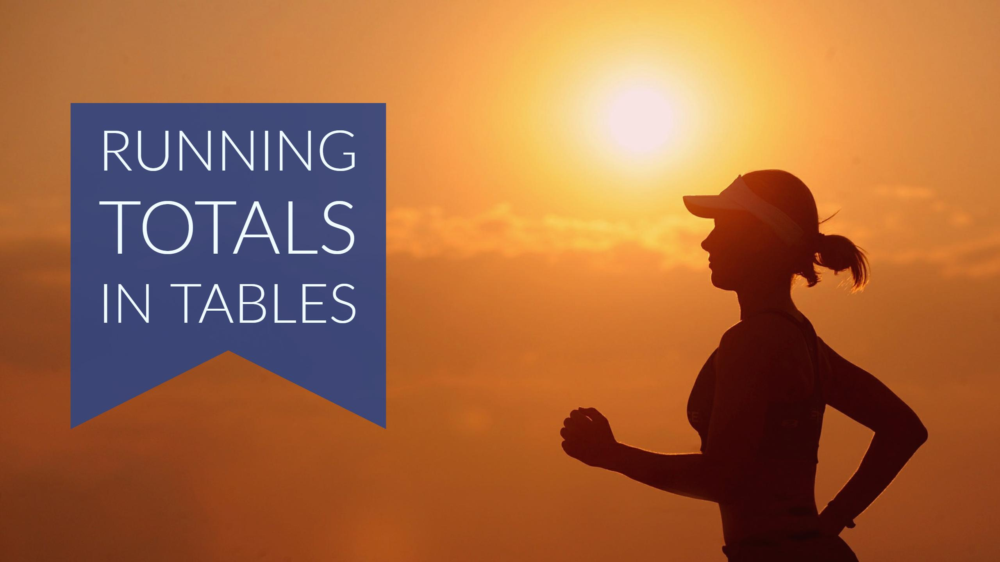 RUNNING
TOTALS
IN TABLES